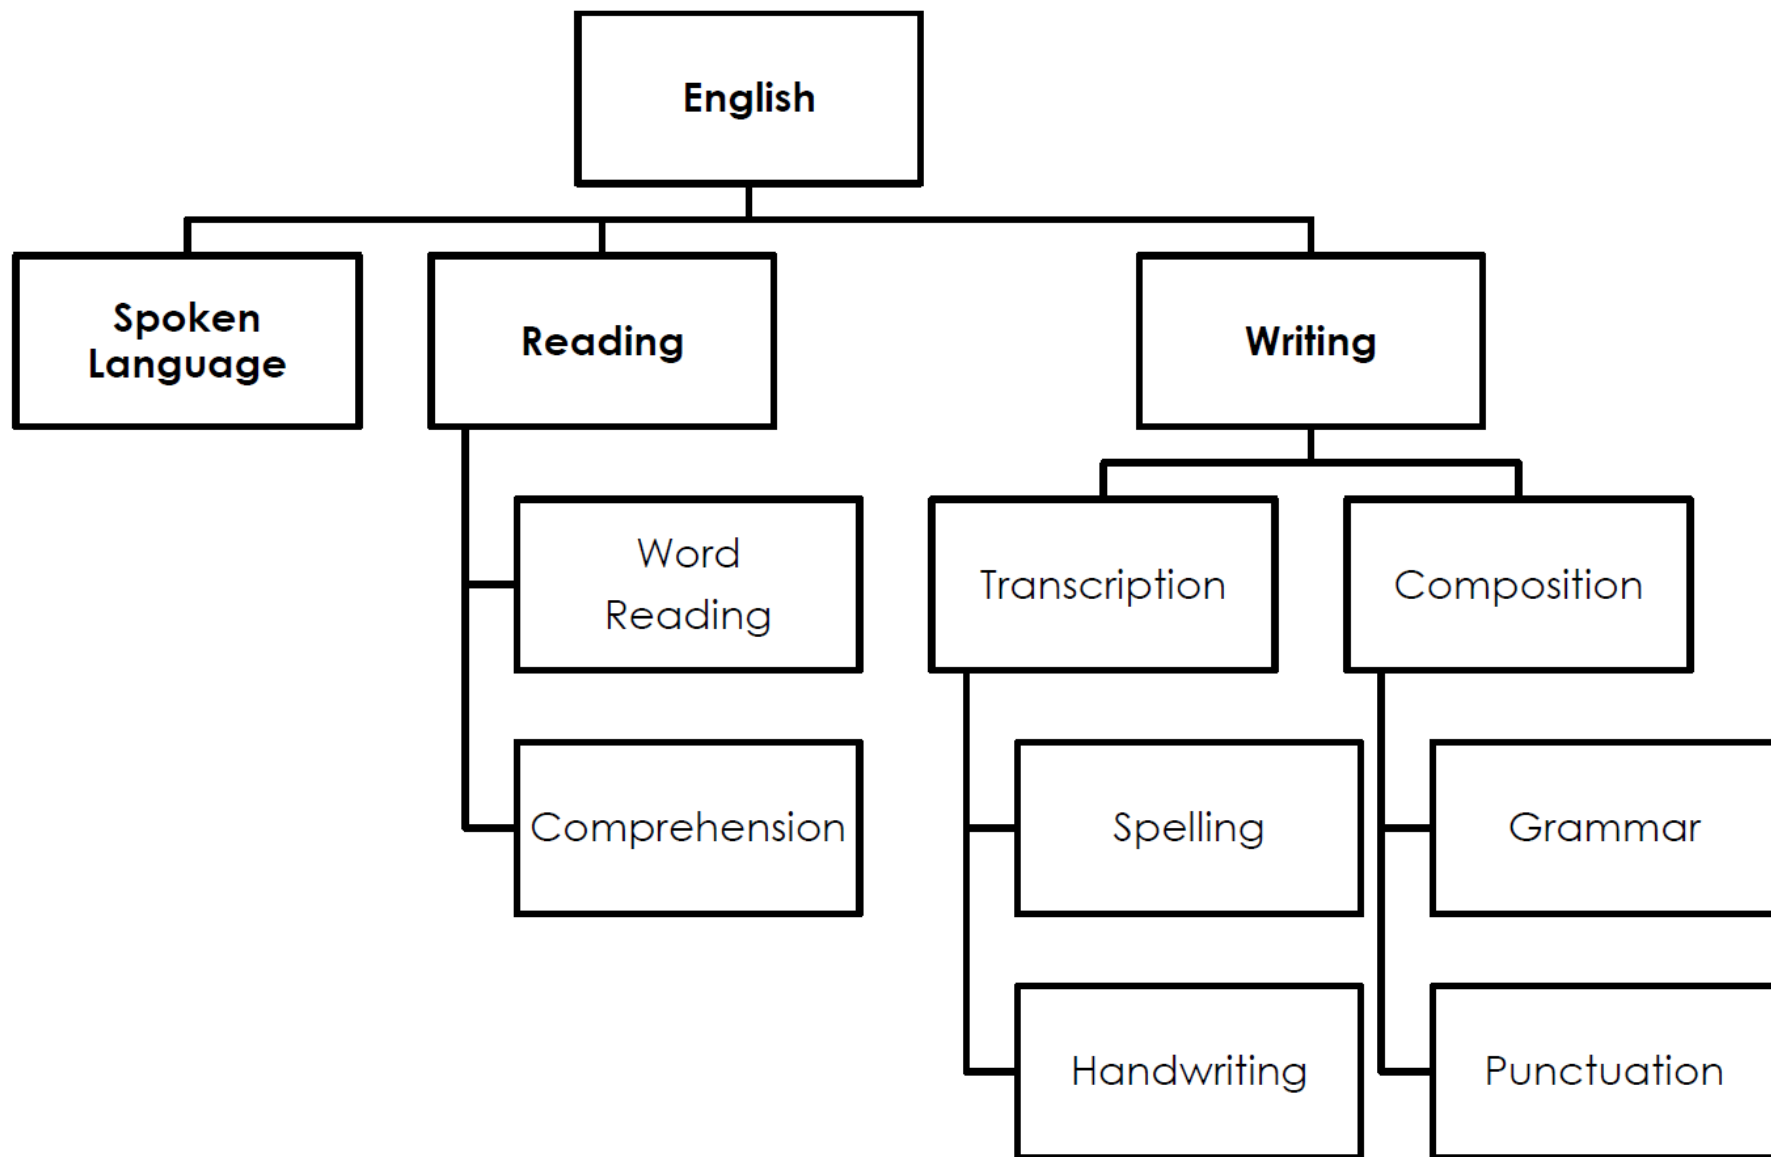 English
Spoken
Language
Reading
Writing
Word
Reading
Transcription
Composition
Comprehension
Spelling
Grammar
Handwriting
Punctuation